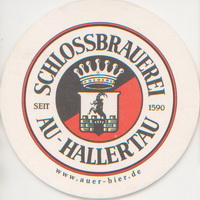 SCHLOSSBRAUEREI
SEIT 1590
AU-HALLERTAU
www.auer-bier.de